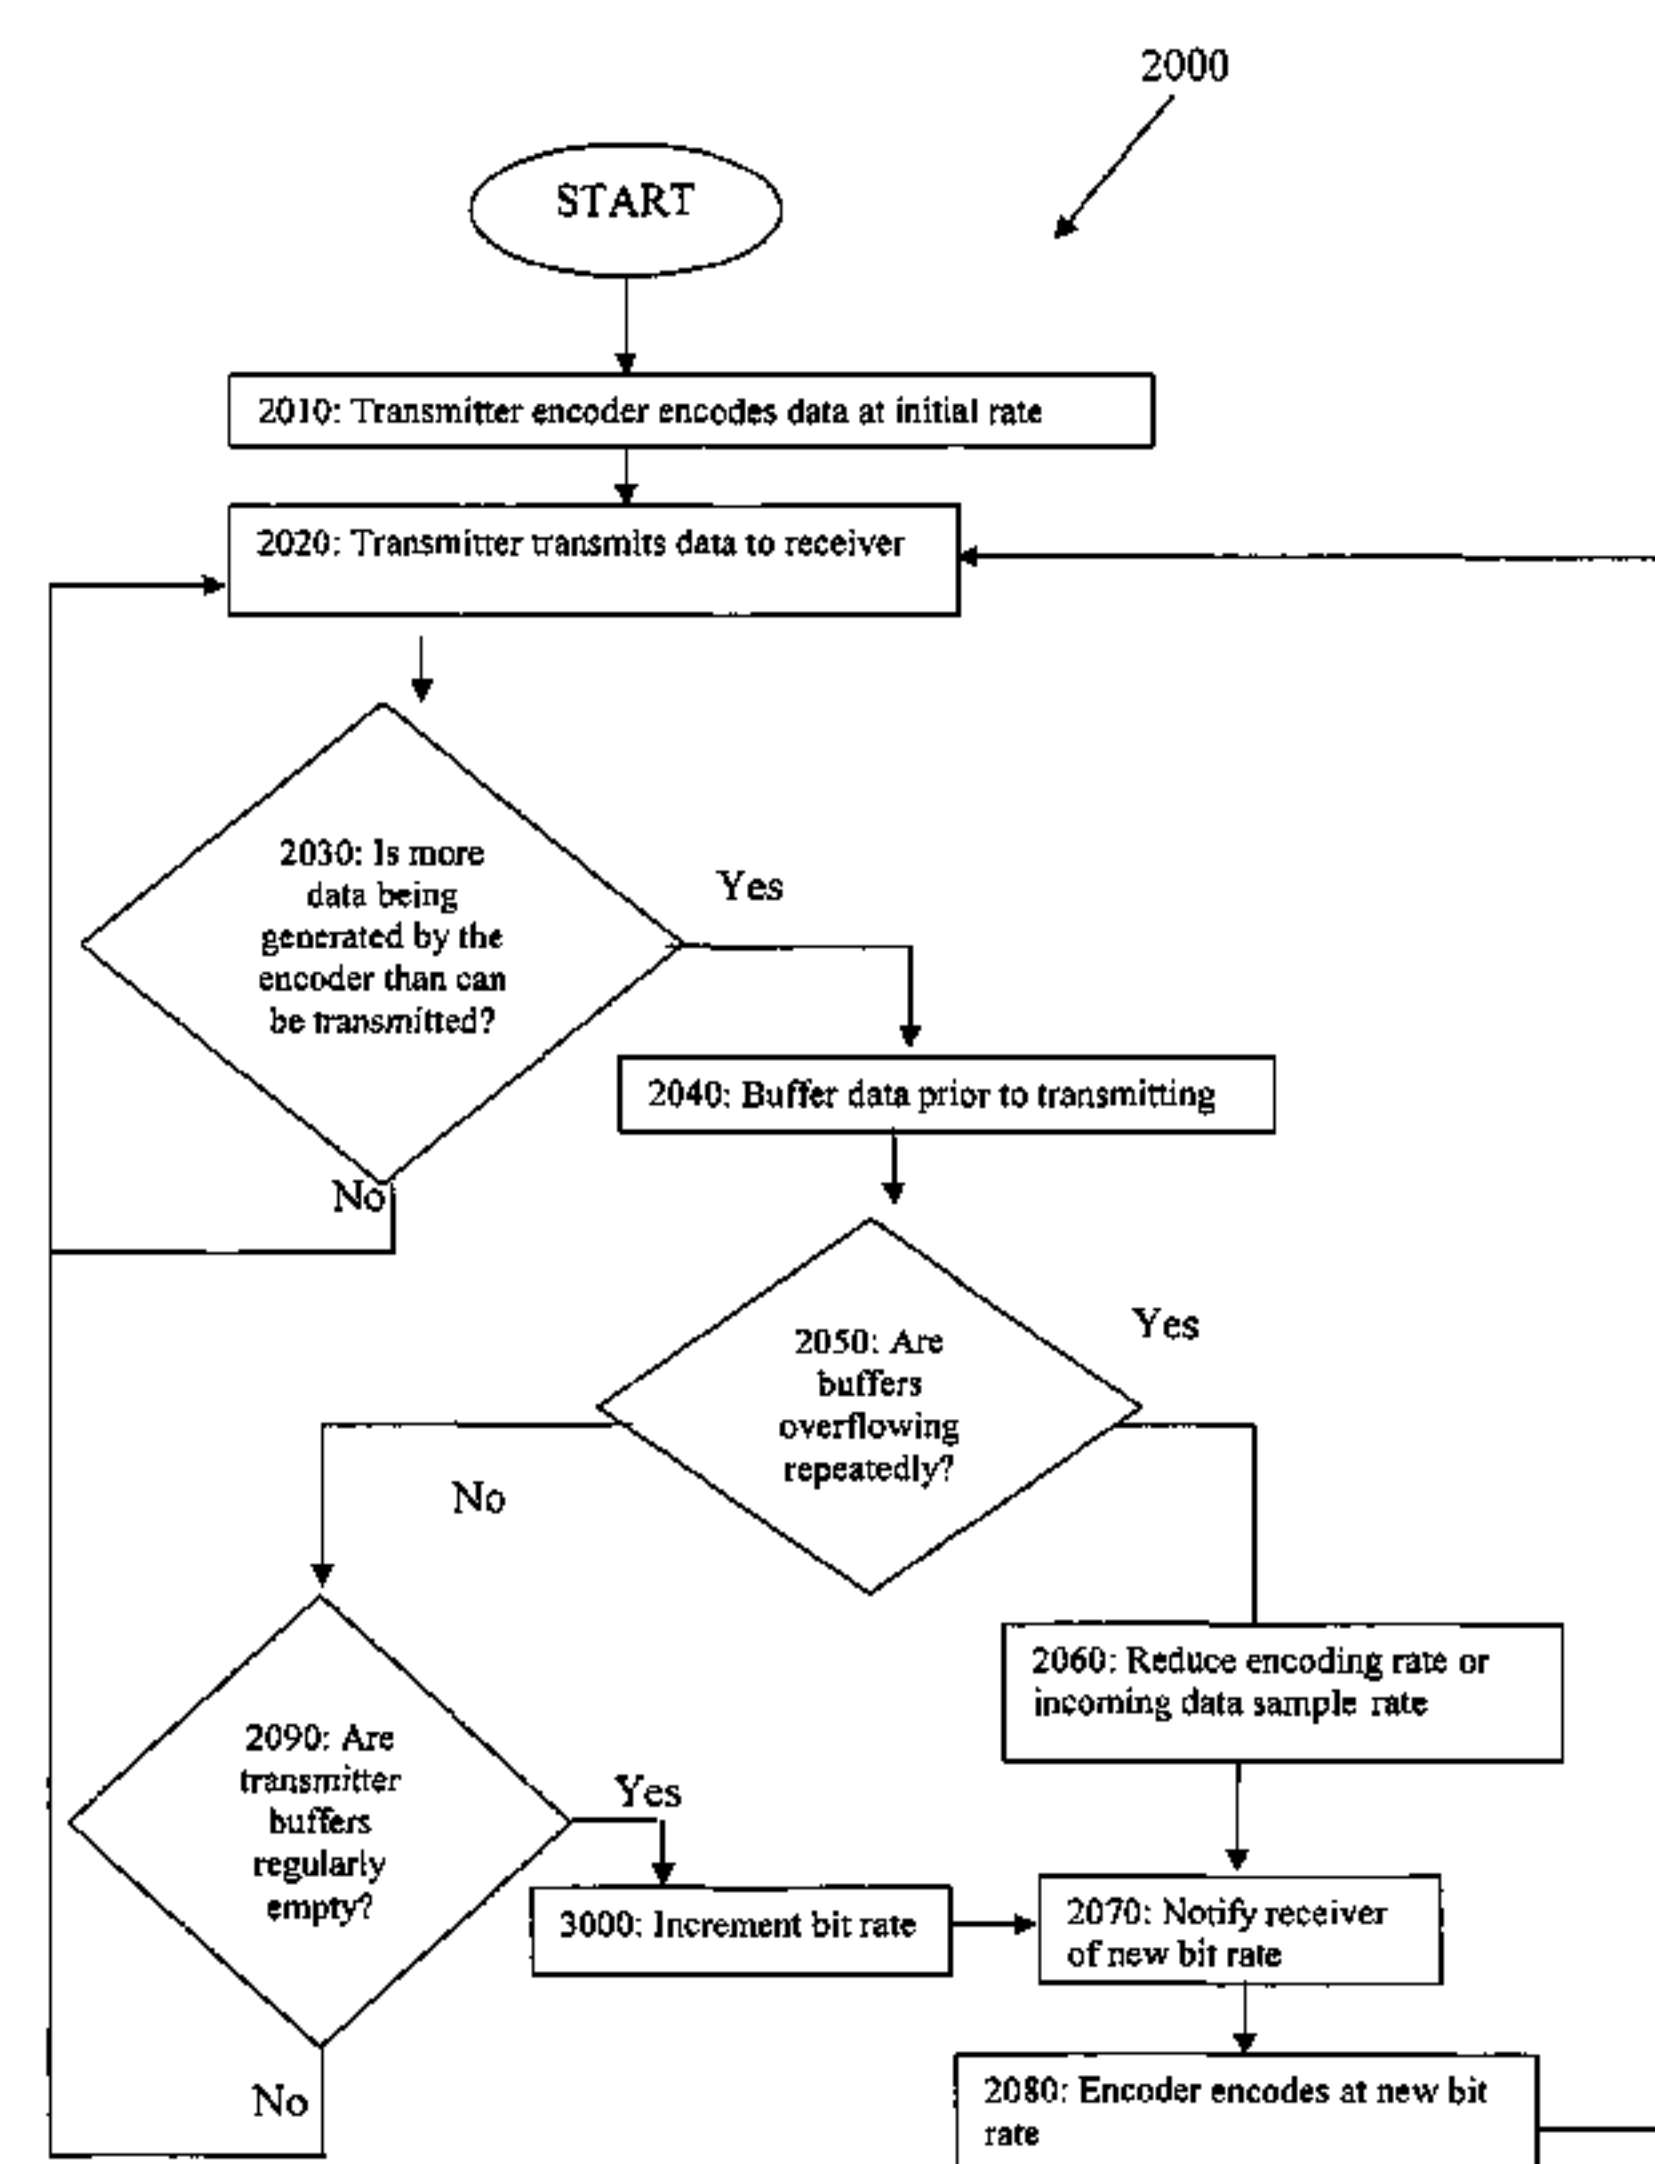 2000
START
2010: Transmitter encoder encodes data at initial rate
2020: Transmitter transmits data to receiver
2030: Is more
data being
generated by the
encoder than can
be transmitted?
Yes
No
2040: Buffer data prior to transmitting
2050: Are
buffers
overflowing
repeatedly?
Yes
No
2060: Reduce encoding rate or
incoming data sample rate
2090: Are
transmitter
buffers
regularly
empty?
Yes
No
3000: Increment bit rate
2070: Notify receiver
of new bit rate
2080: Encoder encodes at new bit
rate